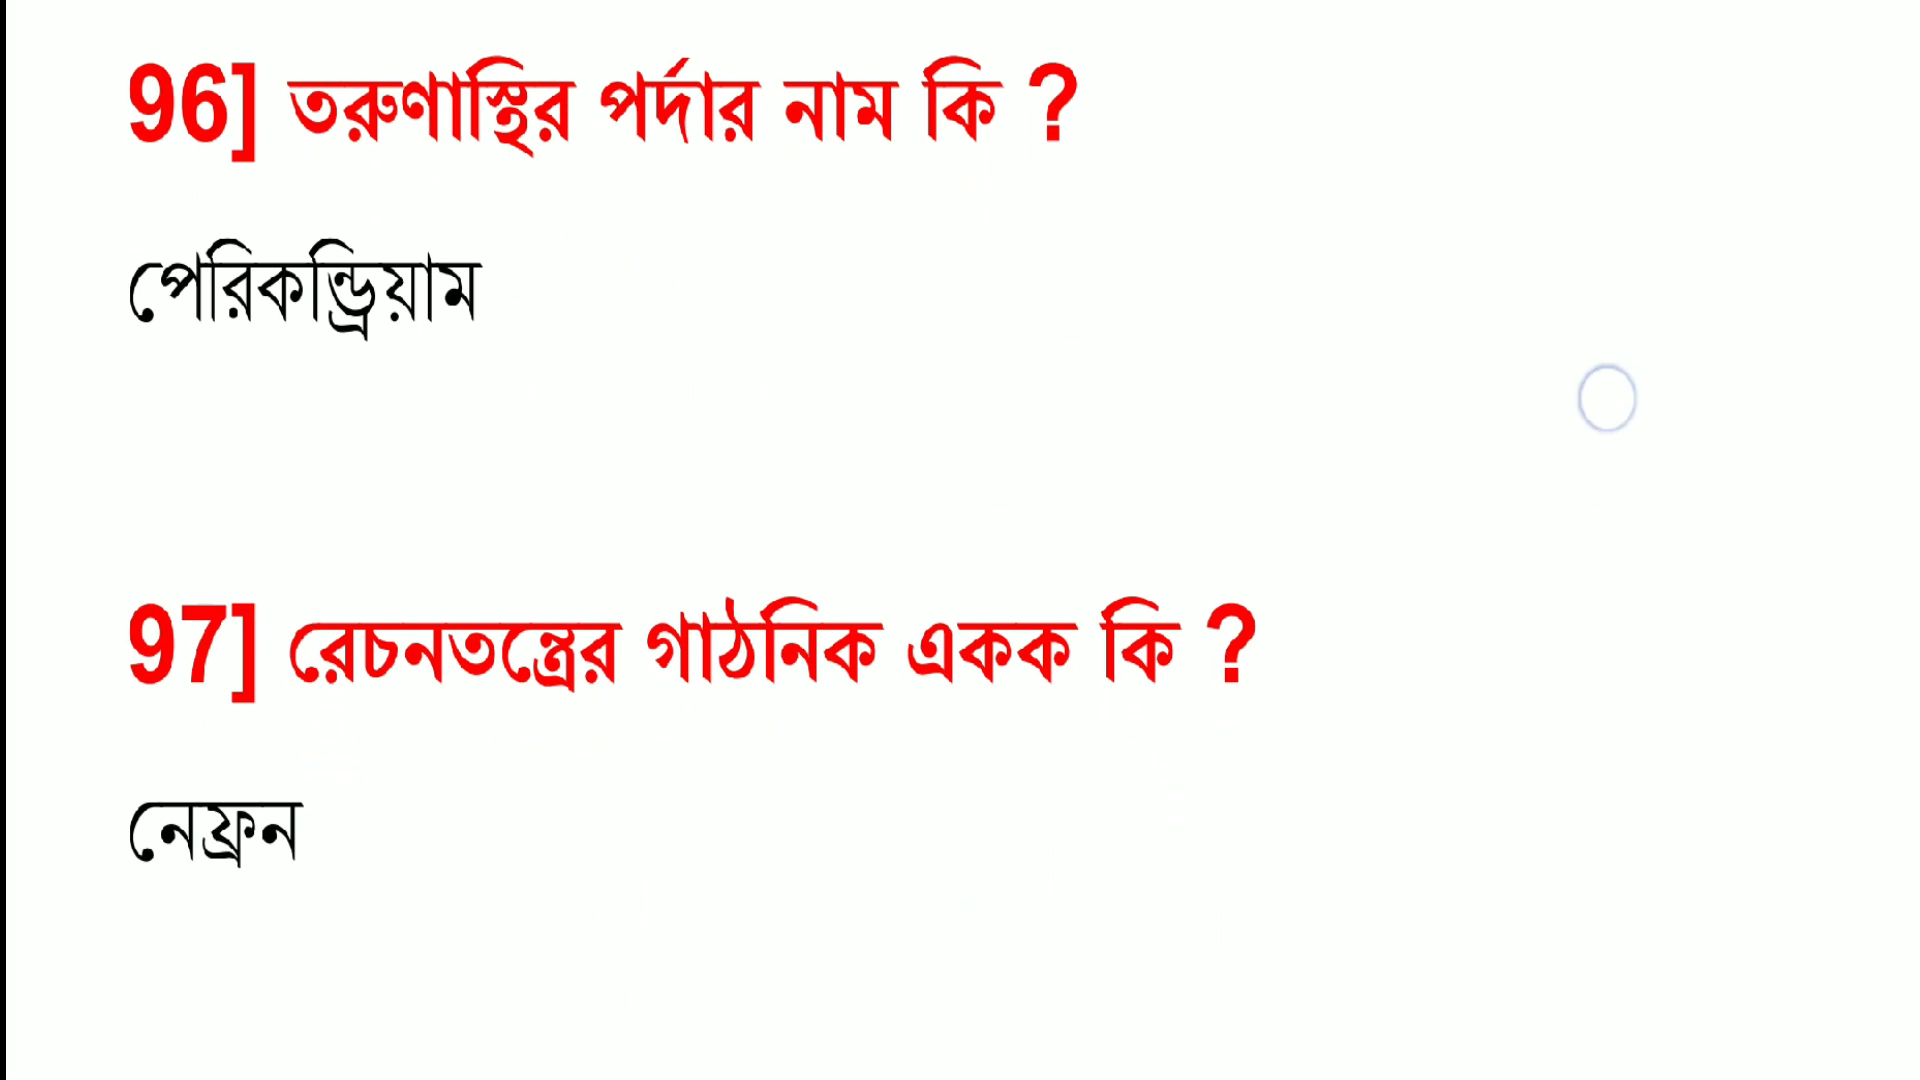 96] তরুণাস্থির পর্দার নাম কি ?
পেরিকন্ড্রিয়াম
97] রেচনতন্ত্রের গাঠনিক একক কি ?
নেফ্রন